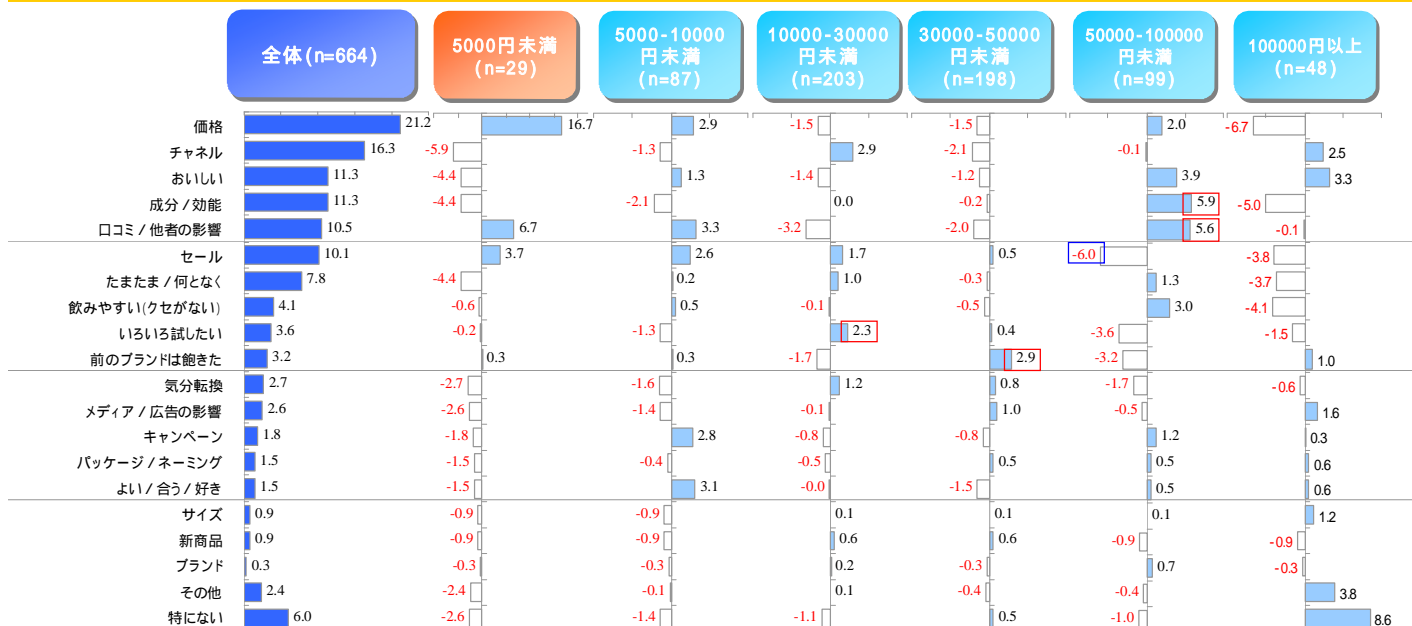 全体(n=664)
5000円未満
(n=29)
5000-10000
円未満
(n=87)
10000-30000
円未満
(n=203)
30000-50000
円未満
(n=198)
50000-100000
円未満
(n=99)
100000円以上
(n=48)
価格 21.2 16.7 2.9 -1.5 -1.5 2.0 -6.7
チャネル 16.3 -5.9 -1.3 2.9 -2.1 -0.1 2.5
おいしい 11.3 -4.4 1.3 -1.4 -1.2 3.9 3.3
成分/効能 11.3 -4.4 -2.1 0.0 -0.2 5.9 -5.0
口コミ/他者の影響 10.5 6.7 3.3 -3.2 -2.0 5.6 -0.1
セール 10.1 3.7 2.6 1.7 0.5 -6.0 -3.8
たまたま/何となく 7.8 -4.4 0.2 1.0 -0.3 1.3 -3.7
飲みやすい(クセがない) 4.1 -0.6 0.5 -0.1 -0.5 3.0 -4.1
いろいろ試したい 3.6 -0.2 -1.3 2.3 0.4 -3.6 -1.5
前のブランドは飽きた 3.2 0.3 0.3 -1.7 2.9 -3.2 1.0
気分転換 2.7 -2.7 -1.6 1.2 0.8 -1.7 -0.6
メディア/広告の影響 2.6 -2.6 -1.4 -0.1 1.0 -0.5 1.6
キャンペーン 1.8 -1.8 2.8 -0.8 -0.8 1.2 0.3
パッケージ/ネーミング 1.5 -1.5 -0.4 -0.5 0.5 0.5 0.6
よい/合う/好き 1.5 -1.5 3.1 -0.0 -1.5 0.5 0.6
サイズ 0.9 -0.9 -0.9 0.1 0.1 0.1 1.2
新商品 0.9 -0.9 -0.9 0.6 0.6 -0.9 -0.9
ブランド 0.3 -0.3 -0.3 0.2 -0.3 0.7 -0.3
その他 2.4 -2.4 -0.1 0.1 -0.4 -0.4 3.8
特にない 6.0 -2.6 -1.4 -1.1 0.5 -1.0 8.6